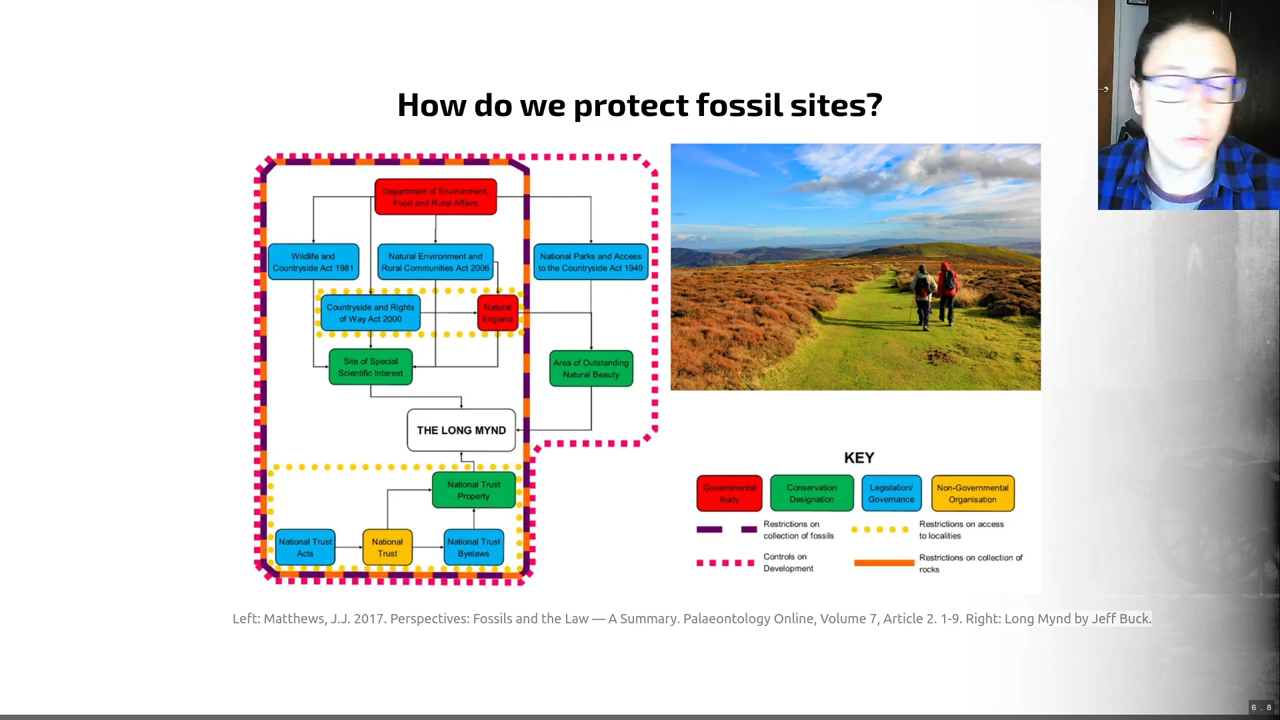 How do we protect fossil sites?
Department of Environment,
Food and Rural Affairs
Wildlife and
Countryside Act 1981
Natural Environment and
Rural Communities Act 2006
National Parks and Access
to the Countryside Act 1949
Countryside and Rights
of Way Act 2000
Natural
England
Site of Special
Scientific Interest
Area of Outstanding
Natural Beauty
THE LONG MYND
National Trust
Property
National Trust
Acts
National
Trust
National Trust
Byelaws
KEY
Governmental
Body
Conservation
Designation
Legislation/
Governance
Non-Governmental
Organisation
Restrictions on
collection of fossils
Restrictions on access
to localities
Controls on
Development
Restrictions on collection of
rocks
Left: Matthews, J.J. 2017. Perspectives: Fossils and the Law — A Summary. Palaeontology Online, Volume 7, Article 2. 1-9. Right: Long Mynd by Jeff Buck.
6.8